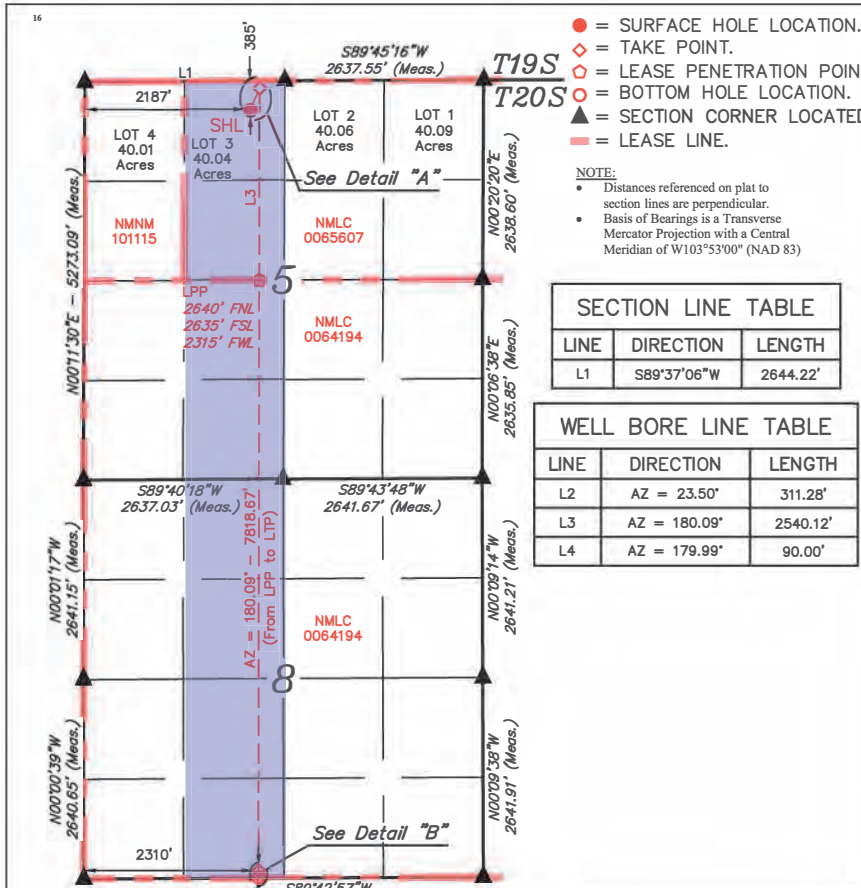 16
385'
S89°45'16"W
2637.55' (Meas.)
T19S
T20S
L1
2187'
SHL
LOT 4
40.01
Acres
LOT 3
40.04
Acres
LOT 2
40.06
Acres
LOT 1
40.09
Acres
See Detail "A"
L3
NMNM
101115
NMLC
0065607
N00°11'30"E - 5273.09' (Meas.)
N00°20'20"E
2638.60' (Meas.)
5
LPP
2640' FNL
2635' FSL
2315' FWL
NMLC
0064194
N00°06'38"E
2635.85' (Meas.)
S89°40'18"W
2637.03' (Meas.)
S89°43'48"W
2641.67' (Meas.)
AZ = 180.09° - 7818.67'
(From LPP to LTP)
N00°01'17"W
2641.15' (Meas.)
N00°09'14"W
2641.21' (Meas.)
NMLC
0064194
8
N00°00'39"W
2640.65' (Meas.)
N00°09'38"W
2641.91' (Meas.)
2310'
See Detail "B"
S89°42'57"W
= SURFACE HOLE LOCATION.
= TAKE POINT.
= LEASE PENETRATION POIN
= BOTTOM HOLE LOCATION.
= SECTION CORNER LOCATED
= LEASE LINE.
NOTE:
• Distances referenced on plat to
section lines are perpendicular.
• Basis of Bearings is a Transverse
Mercator Projection with a Central
Meridian of W103°53'00" (NAD 83)
SECTION LINE TABLE
LINE DIRECTION LENGTH
L1 S89°37'06"W 2644.22'
WELL BORE LINE TABLE
LINE DIRECTION LENGTH
L2 AZ = 23.50° 311.28'
L3 AZ = 180.09° 2540.12'
L4 AZ = 179.99° 90.00'